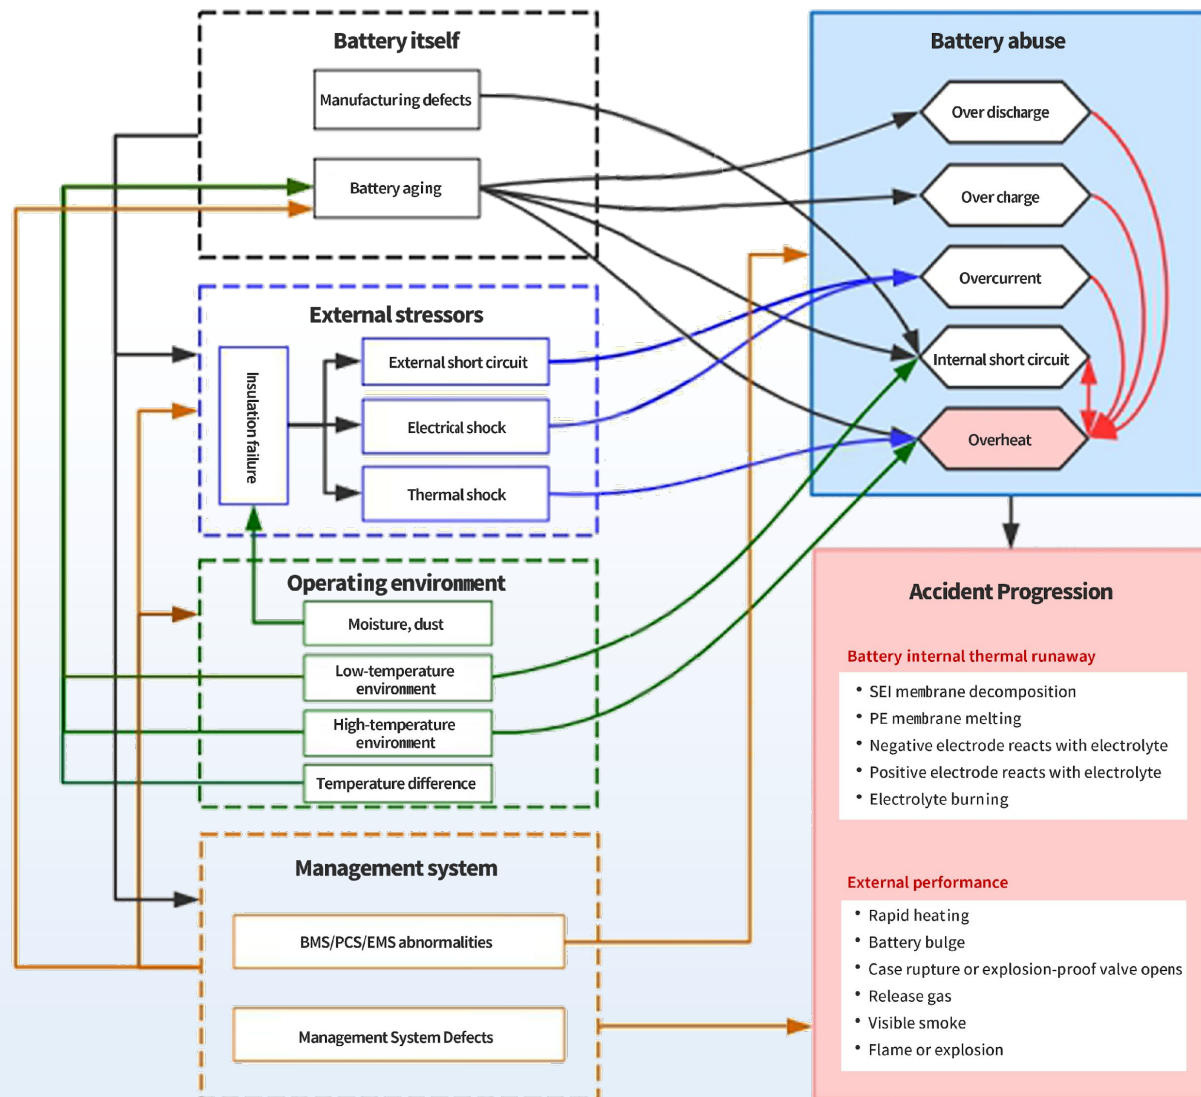 Battery itself
Manufacturing defects
Battery aging
External stressors
Insulation failure
External short circuit
Electrical shock
Thermal shock
Operating environment
Moisture, dust
Low-temperature
environment
High-temperature
environment
Temperature difference
Management system
BMS/PCS/EMS abnormalities
Management System Defects
Battery abuse
Over discharge
Over charge
Overcurrent
Internal short circuit
Overheat
Accident Progression
Battery internal thermal runaway
• SEI membrane decomposition
• PE membrane melting
• Negative electrode reacts with electrolyte
• Positive electrode reacts with electrolyte
• Electrolyte burning
External performance
• Rapid heating
• Battery bulge
• Case rupture or explosion-proof valve opens
• Release gas
• Visible smoke
• Flame or explosion